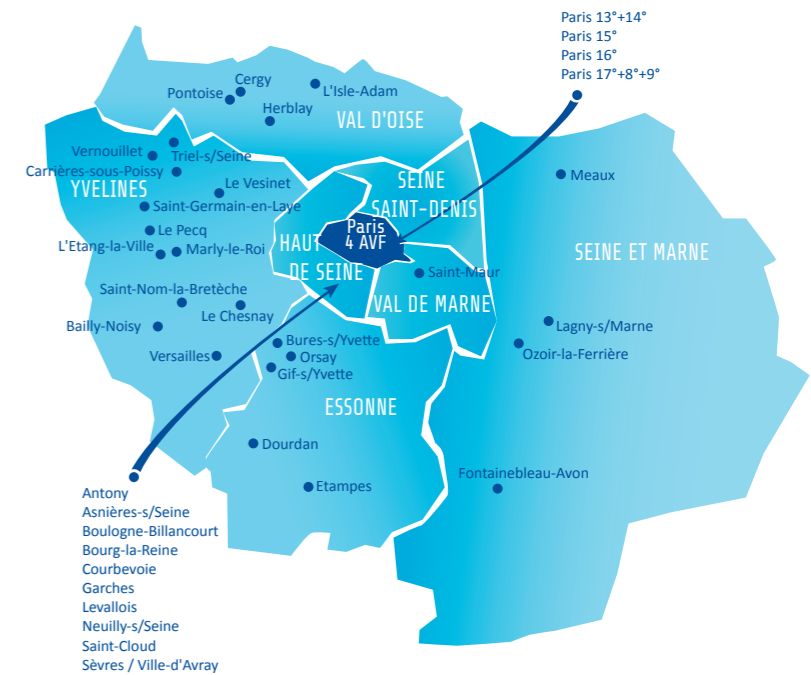 Paris 13°+14°
Paris 15°
Paris 16°
Paris 17°+8°+9°
Cergy
Pontoise
L'Isle-Adam
Herblay
VAL D'OISE
Vernouillet
Triel-s/Seine
Carrières-sous-Poissy
YVELINES
Le Vesinet
Saint-Germain-en-Laye
Le Pecq
L'Etang-la-Ville
Marly-le-Roi
Saint-Nom-la-Bretèche
Le Chesnay
Bailly-Noisy
Versailles
SEINE
SAINT-DENIS
Paris
4 AVF
HAUT
DE SEINE
Saint-Maur
VAL DE MARNE
Meaux
SEINE ET MARNE
Lagny-s/Marne
Ozoir-la-Ferrière
Bures-s/Yvette
Orsay
Gif-s/Yvette
ESSONNE
Dourdan
Etampes
Fontainebleau-Avon
Antony
Asnières-s/Seine
Boulogne-Billancourt
Bourg-la-Reine
Courbevoie
Garches
Levallois
Neuilly-s/Seine
Saint-Cloud
Sèvres / Ville-d'Avray